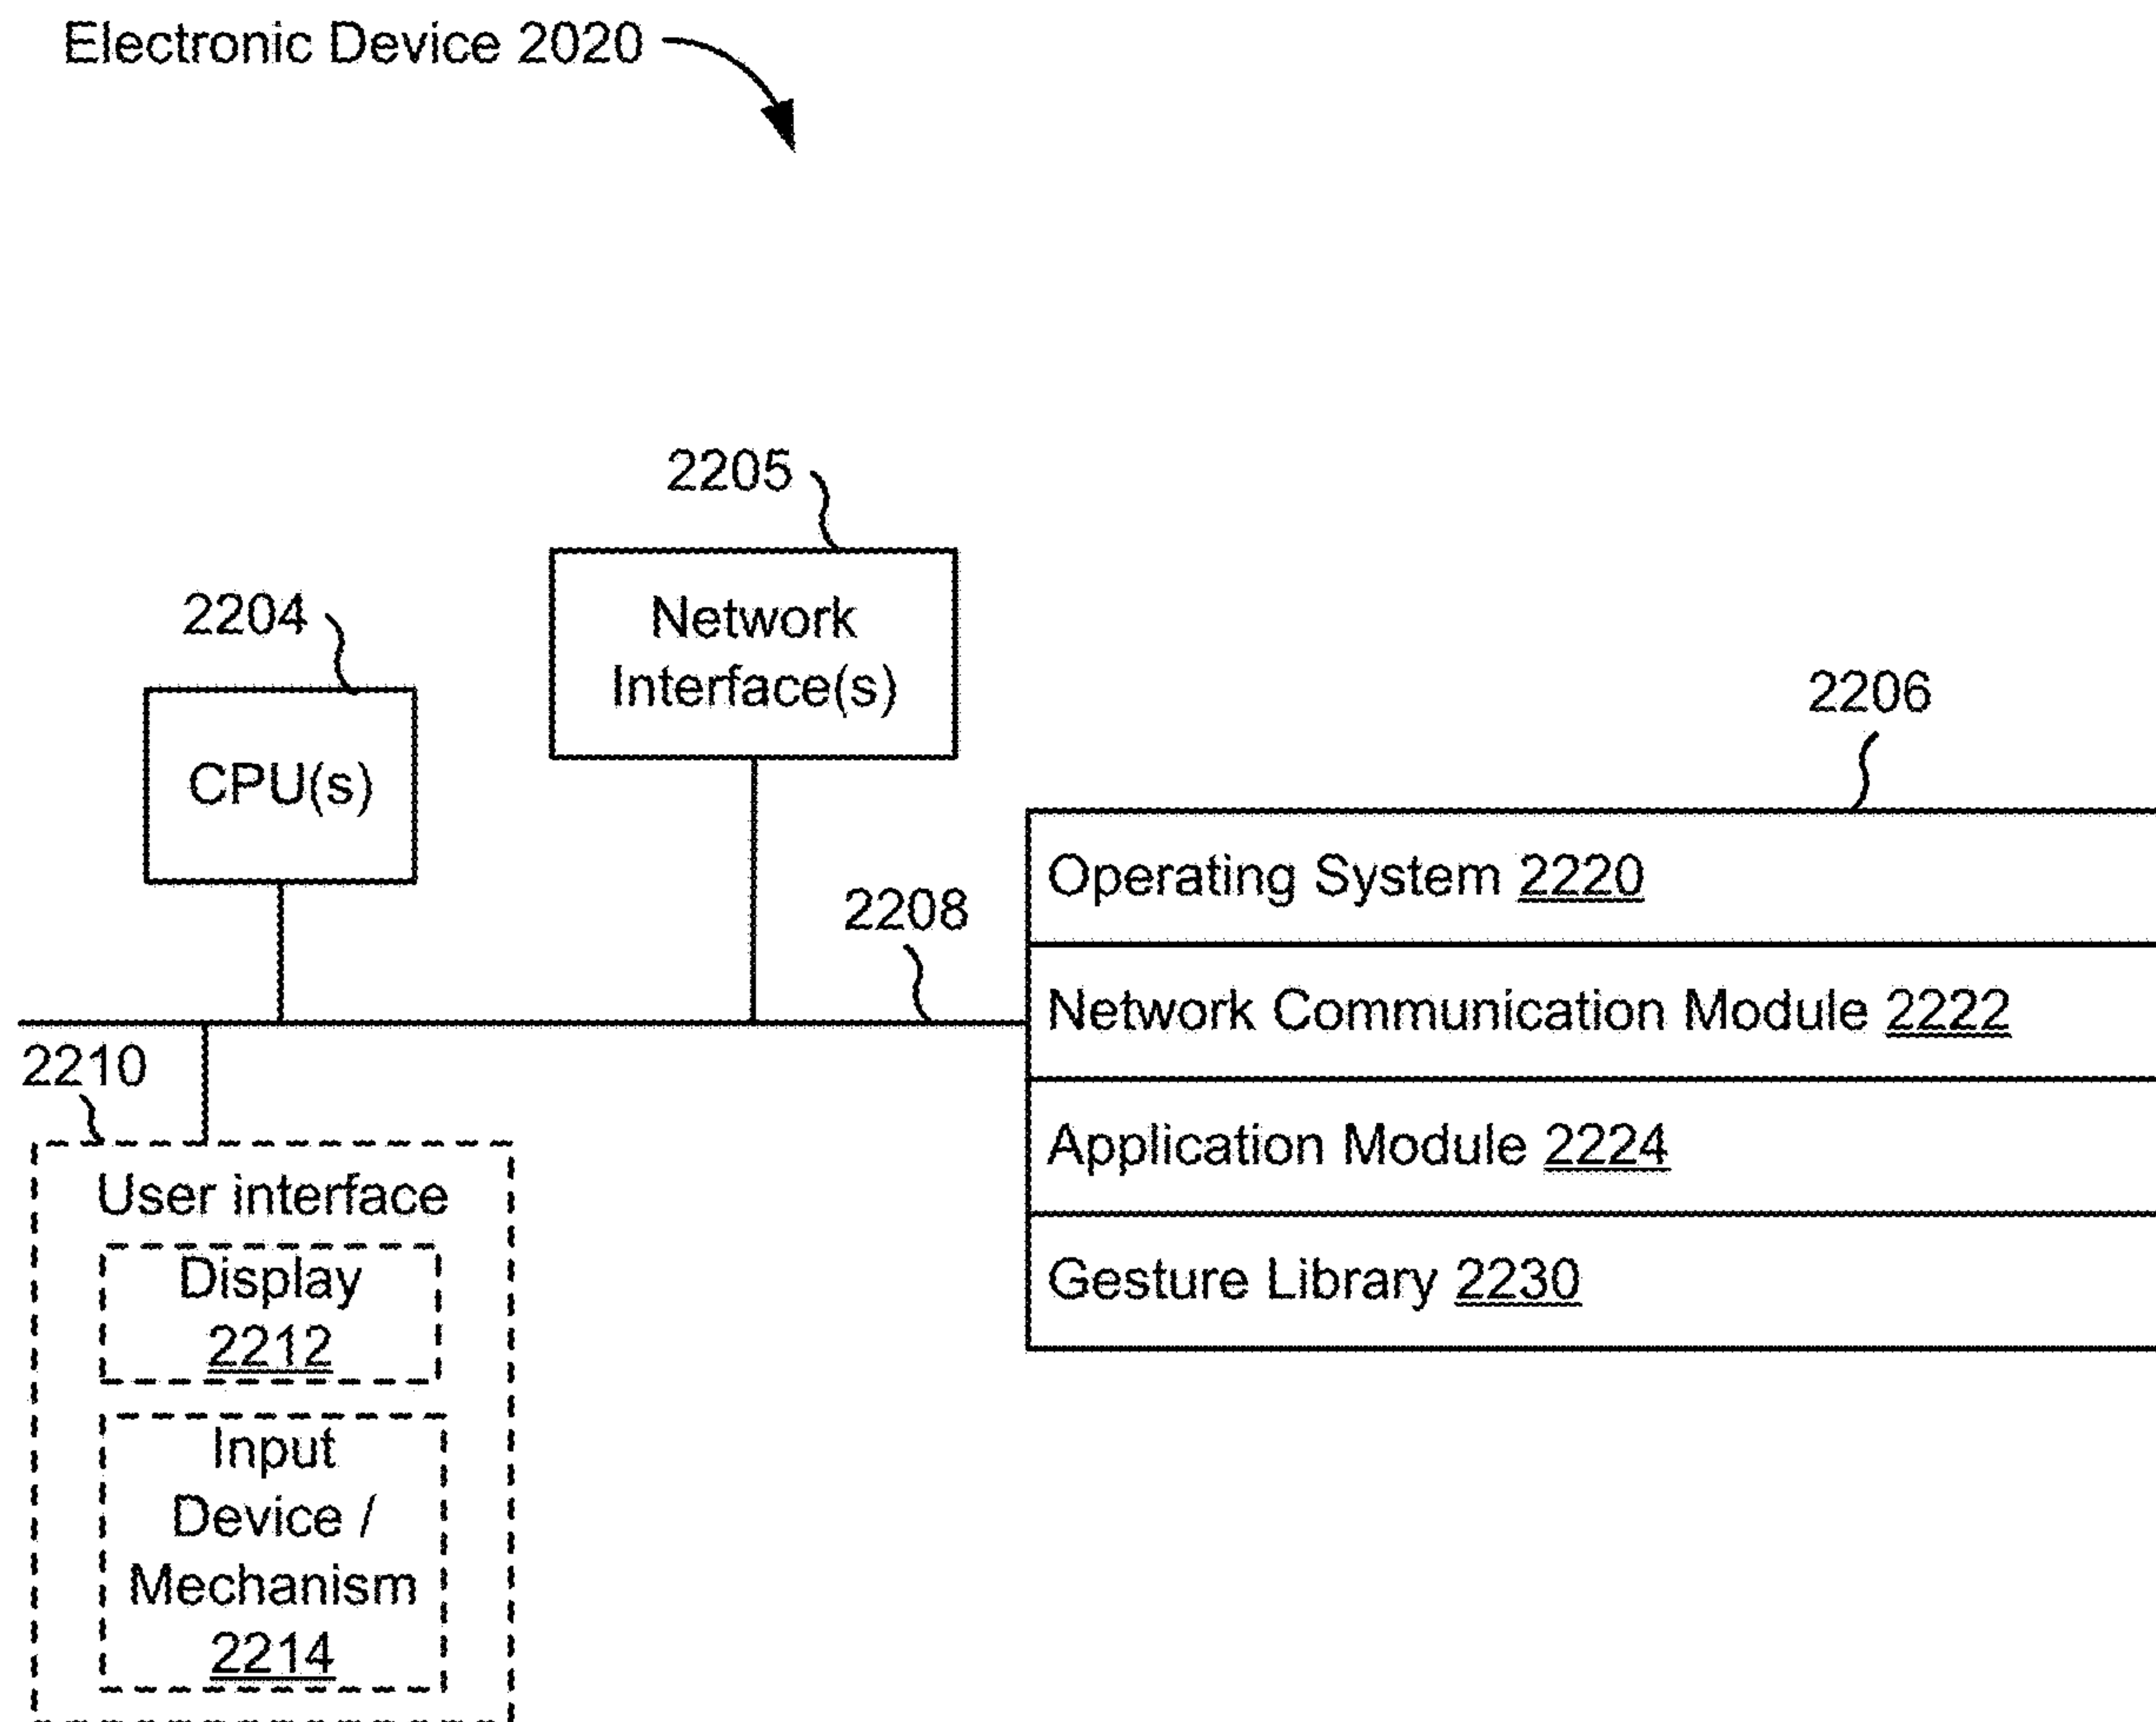 Electronic Device 2020
2205
Network
Interface(s)
2204
CPU(s)
2206
2208
Operating System 2220
Network Communication Module 2222
Application Module 2224
Gesture Library 2230
2210
User interface
Display
2212
Input
Device /
Mechanism
2214